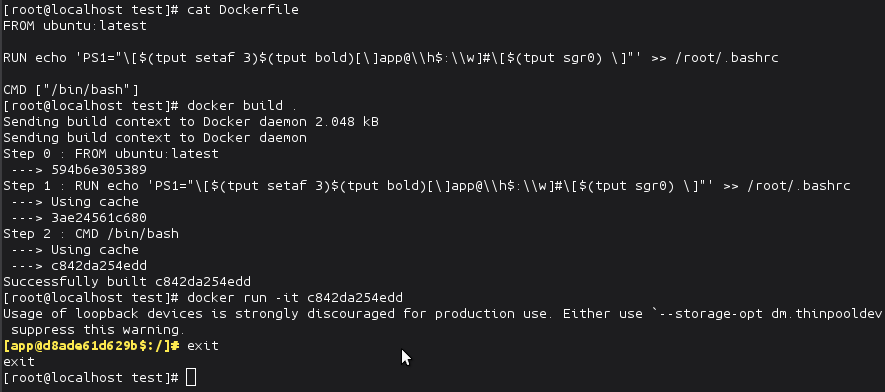 [root@localhost test]# cat Dockerfile
FROM ubuntu:latest
RUN echo 'PS1="\[$(tput setaf 3)$(tput bold)[\]app@\\h$:\\w]#\[$(tput sgr0) \]"' >> /root/.bashrc
CMD ["/bin/bash"]
[root@localhost test]# docker build .
Sending build context to Docker daemon 2.048 kB
Sending build context to Docker daemon
Step 0 : FROM ubuntu:latest
 ---> 594b6e305389
Step 1 : RUN echo 'PS1="\[$(tput setaf 3)$(tput bold)[\]app@\\h$:\\w]#\[$(tput sgr0) \]"' >> /root/.bashrc
 ---> Using cache
 ---> 3ae24561c680
Step 2 : CMD /bin/bash
 ---> Using cache
 ---> c842da254edd
Successfully built c842da254edd
[root@localhost test]# docker run -it c842da254edd
Usage of loopback devices is strongly discouraged for production use. Either use `--storage-opt dm.thinpooldev
 suppress this warning.
[app@d8ade61d629b$:/]# exit
exit
[root@localhost test]#